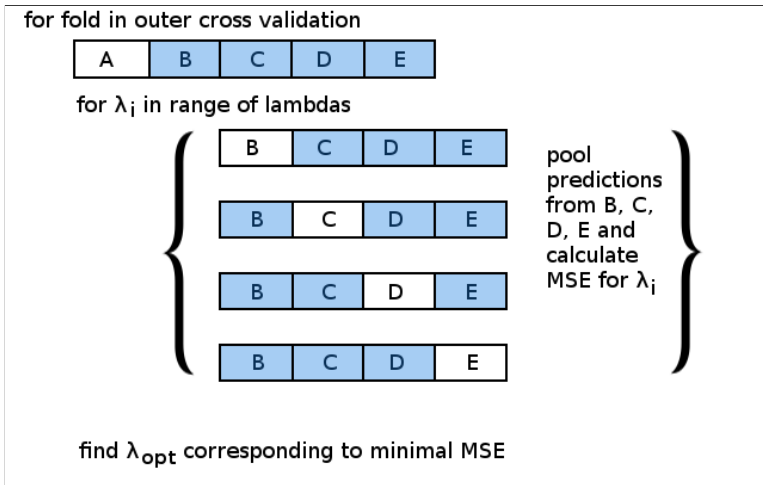 for fold in outer cross validation
A B C D E
for λi in range of lambdas
B C D E
B C D E
B C D E
B C D E
pool
predictions
from B, C,
D, E and
calculate
MSE for λi
find λopt corresponding to minimal MSE